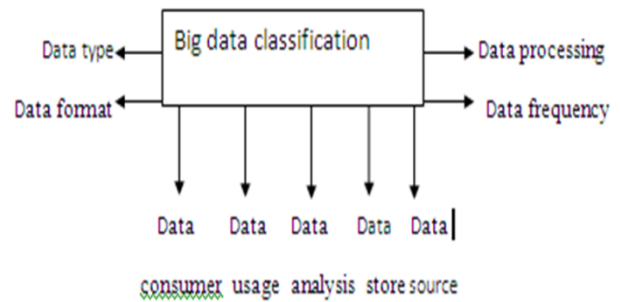 Big data classification
Data type
Data processing
Data format
Data frequency
Data Data Data Data Data
consumer usage analysis store source